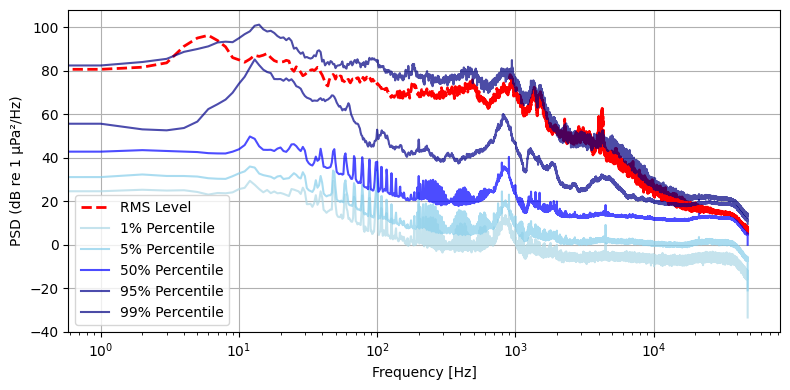 100
80
60
40
20
0
−20
−40
PSD (dB re 1 μPa²/Hz)
RMS Level
1% Percentile
5% Percentile
50% Percentile
95% Percentile
99% Percentile
10⁰
10¹
10²
10³
10⁴
Frequency [Hz]